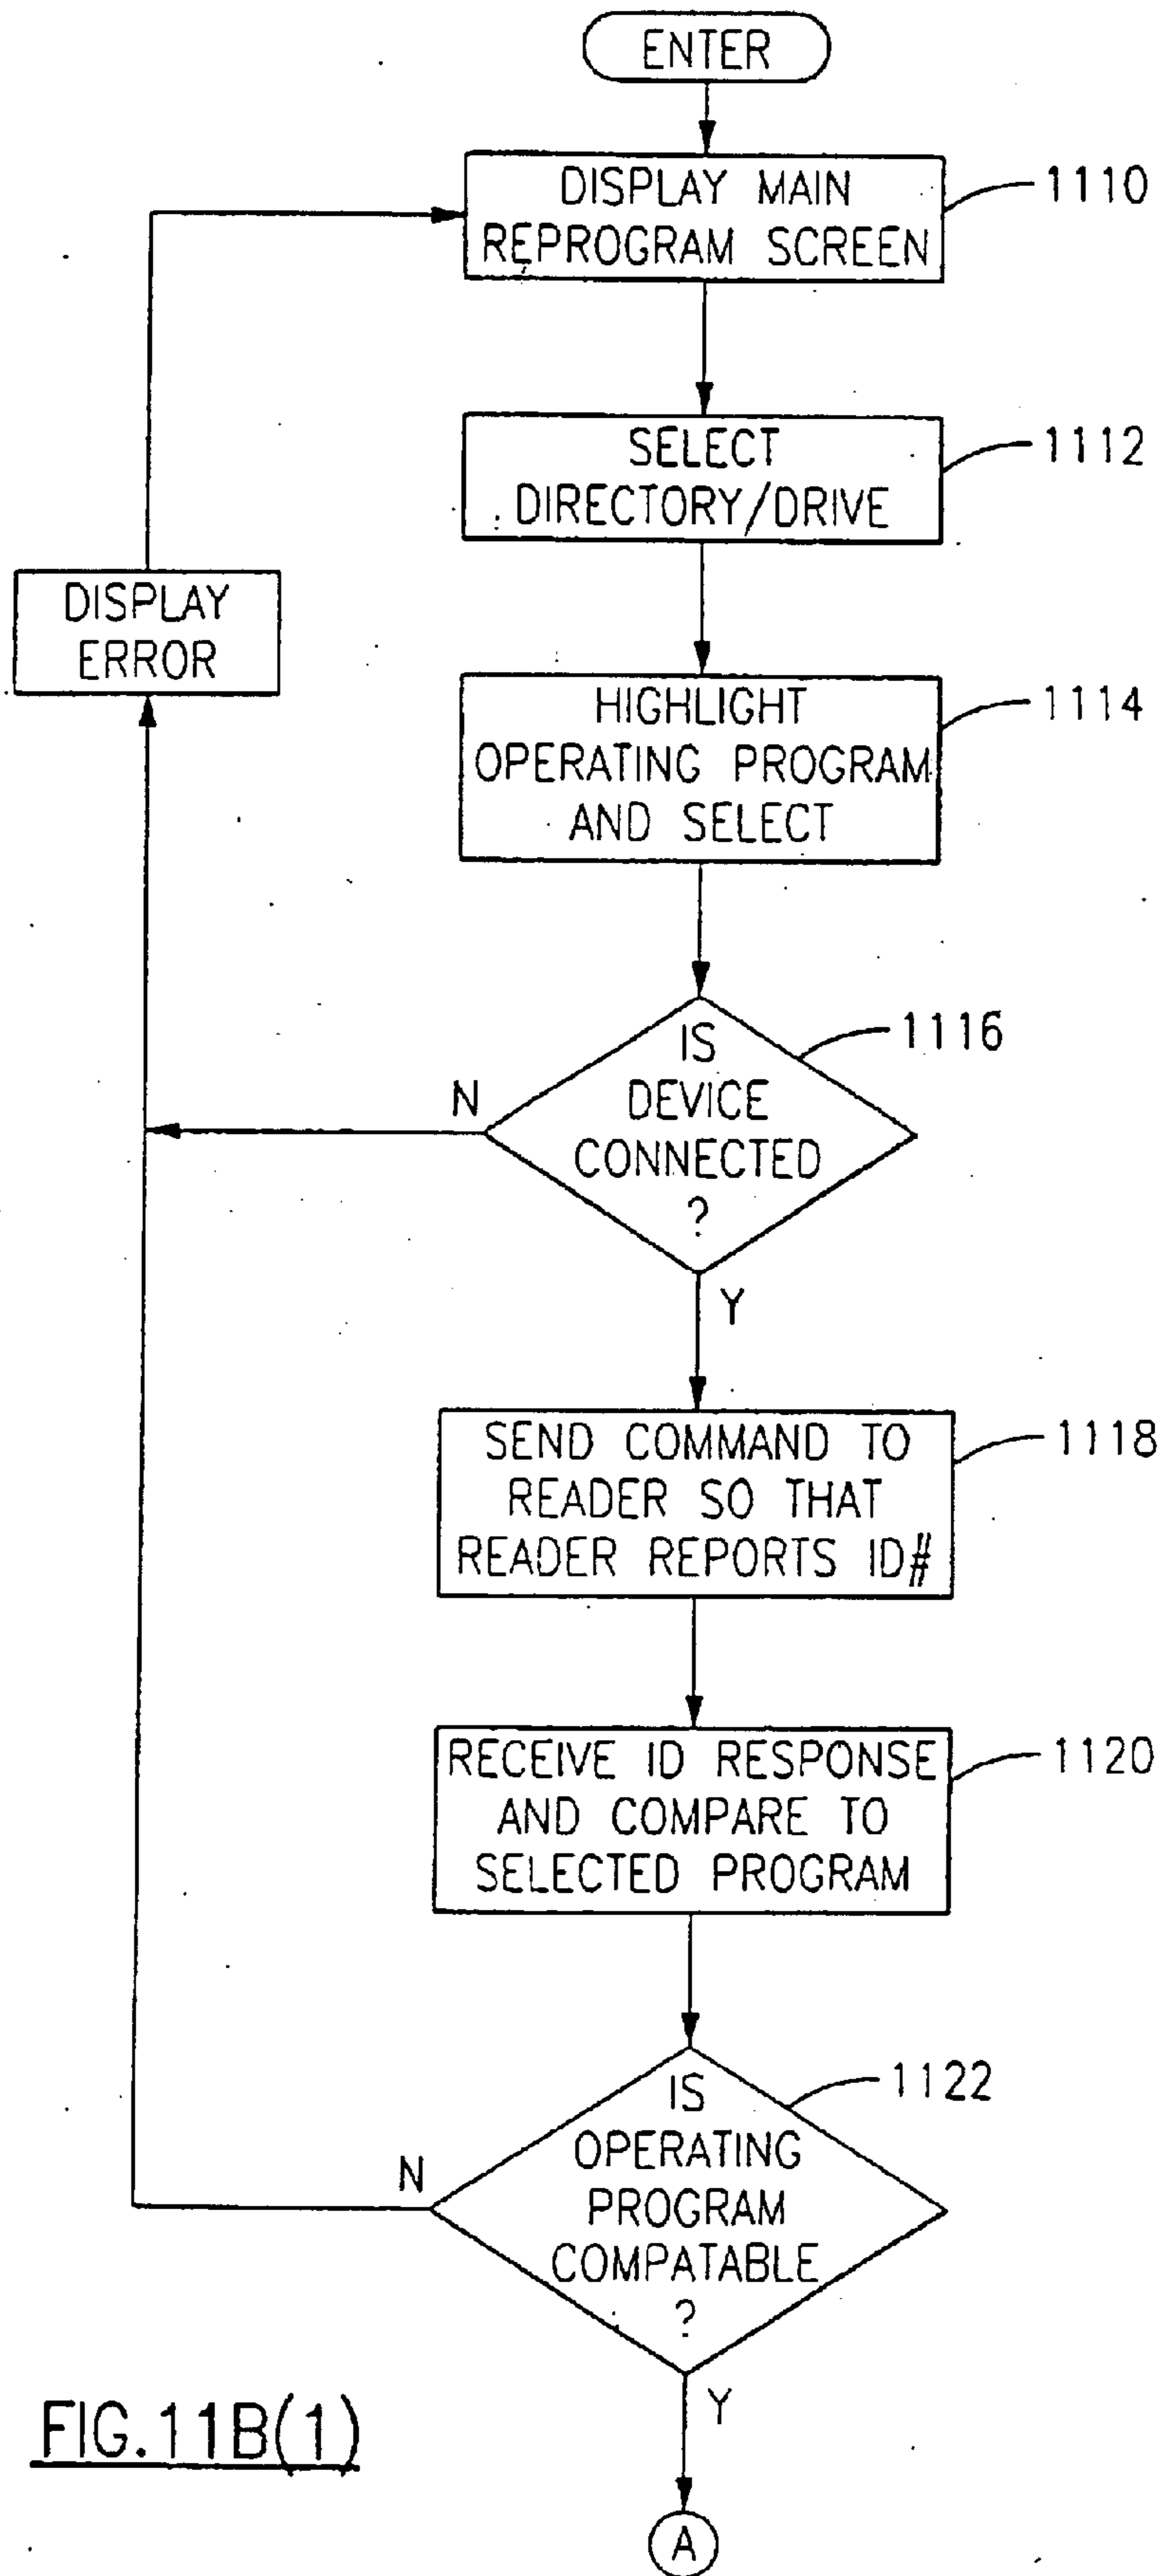 ENTER
DISPLAY MAIN
REPROGRAM SCREEN
1110
SELECT
DIRECTORY/DRIVE
1112
DISPLAY
ERROR
HIGHLIGHT
OPERATING PROGRAM
AND SELECT
1114
IS
DEVICE
CONNECTED
?
1116
N
Y
SEND COMMAND TO
READER SO THAT
READER REPORTS ID#
1118
RECEIVE ID RESPONSE
AND COMPARE TO
SELECTED PROGRAM
1120
IS
OPERATING
PROGRAM
COMPATABLE
?
1122
N
Y
A
FIG.11B(1)